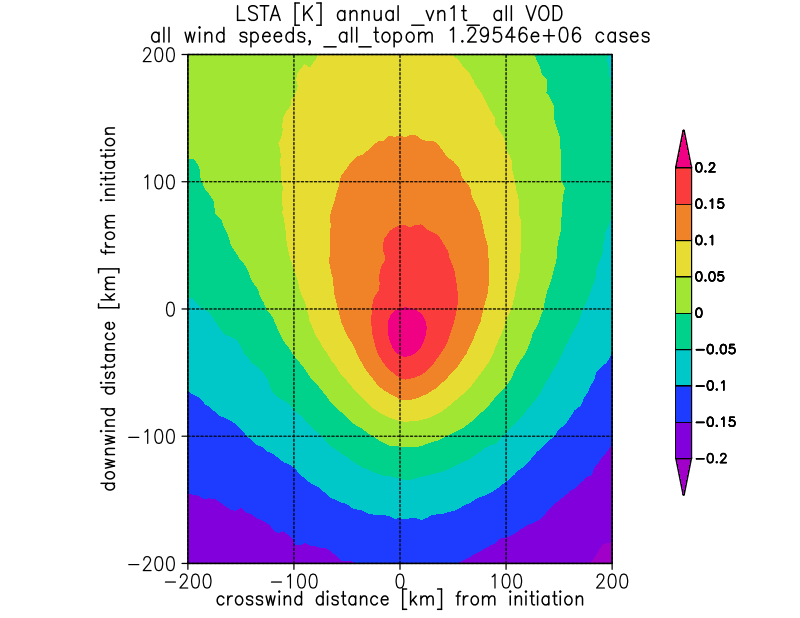 LSTA [K] annual _vn1t_ all VOD
all wind speeds, _all_topom 1.29546e+06 cases
200
100
0
−100
−200
downwind distance [km] from initiation
−200 −100 0 100 200
crosswind distance [km] from initiation
0.2
0.15
0.1
0.05
0
−0.05
−0.1
−0.15
−0.2